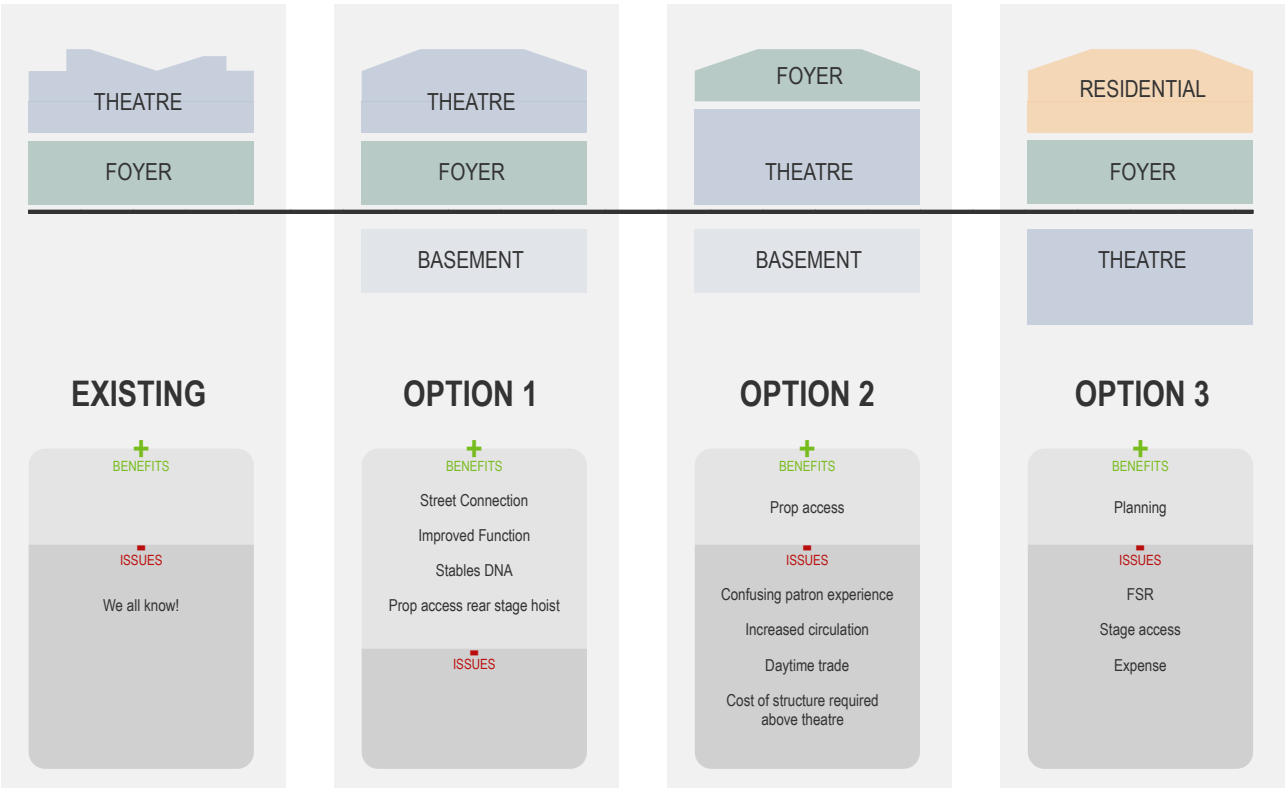 THEATRE
FOYER
EXISTING
+
BENEFITS
-
ISSUES
We all know!
THEATRE
FOYER
BASEMENT
OPTION 1
+
BENEFITS
Street Connection
Improved Function
Stables DNA
Prop access rear stage hoist
-
ISSUES
FOYER
THEATRE
BASEMENT
OPTION 2
+
BENEFITS
Prop access
-
ISSUES
Confusing patron experience
Increased circulation
Daytime trade
Cost of structure required
above theatre
RESIDENTIAL
FOYER
THEATRE
OPTION 3
+
BENEFITS
Planning
-
ISSUES
FSR
Stage access
Expense